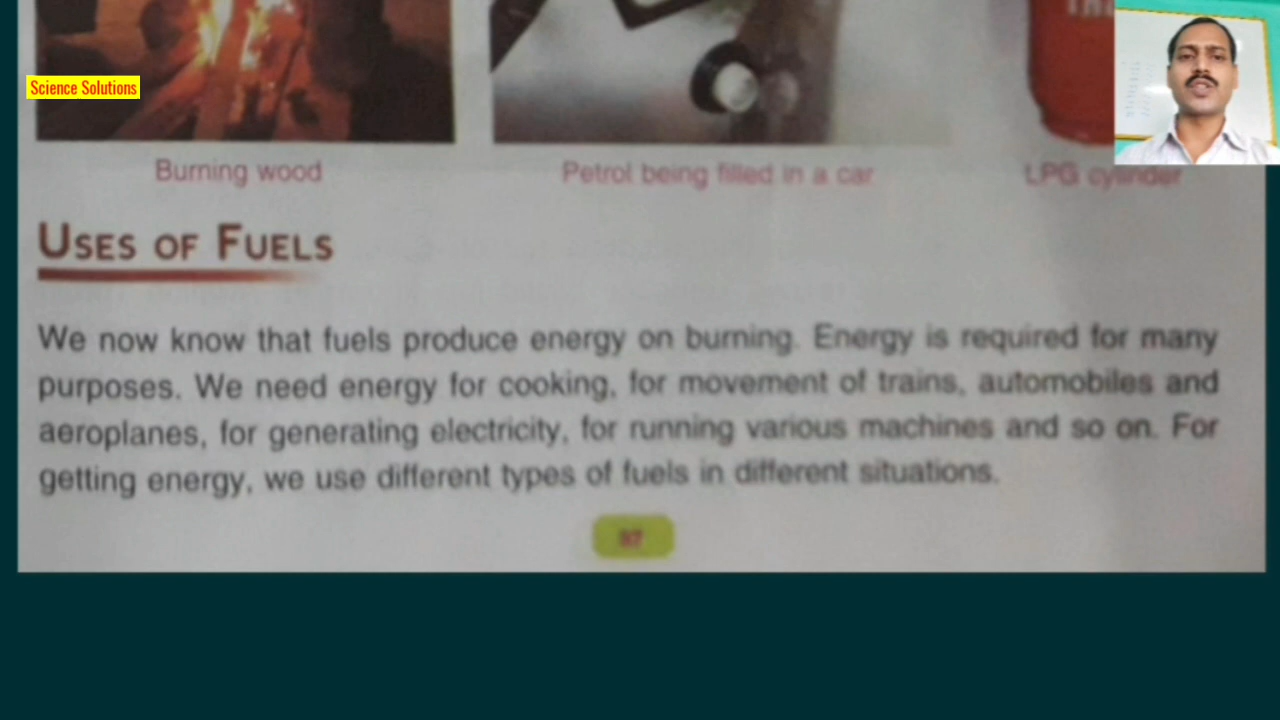 Science Solutions
Burning wood
Petrol being filled in a car
LPG cylinder
USES OF FUELS
We now know that fuels produce energy on burning. Energy is required for many
purposes. We need energy for cooking, for movement of trains, automobiles and
aeroplanes, for generating electricity, for running various machines and so on. For
getting energy, we use different types of fuels in different situations.